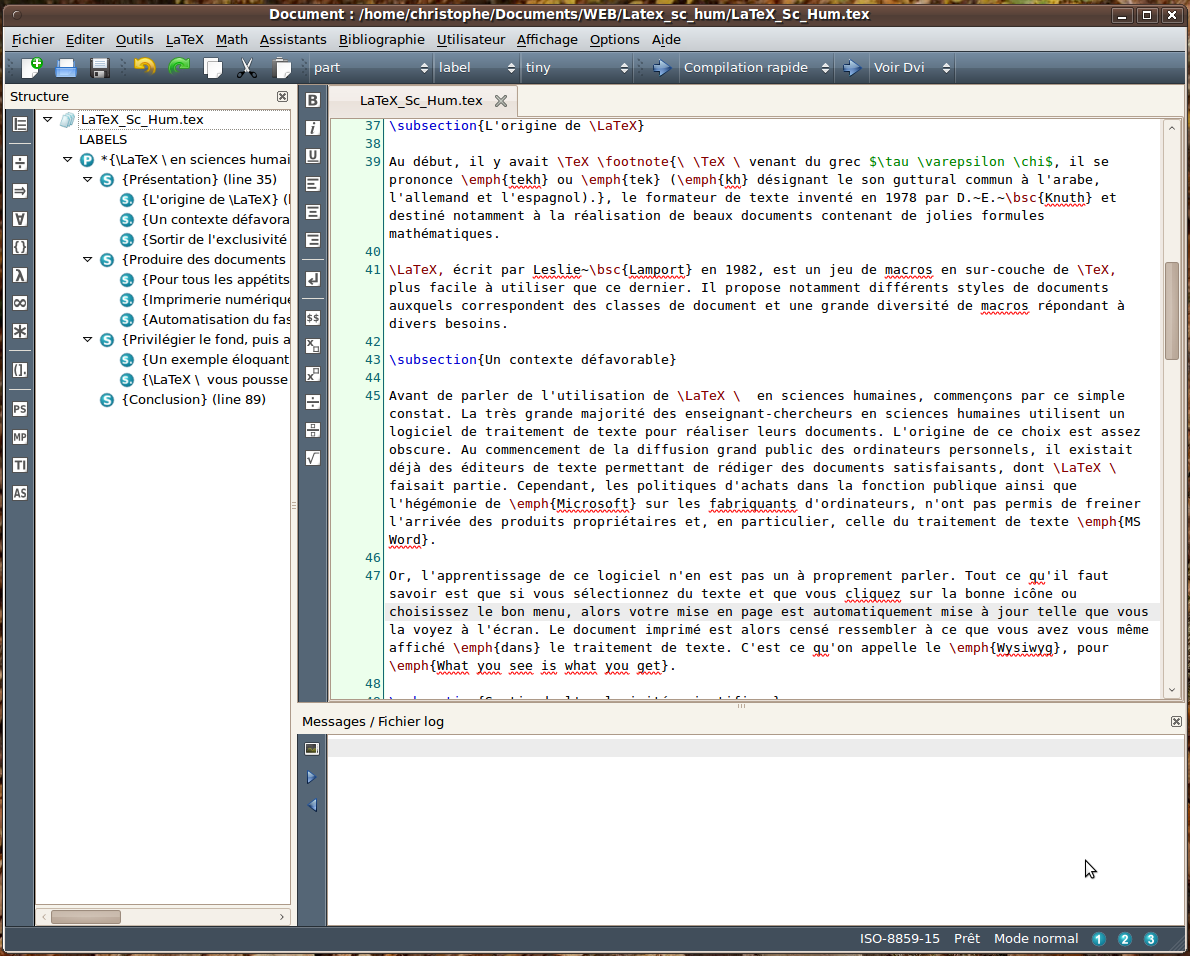 Document : /home/christophe/Documents/WEB/Latex_sc_hum/LaTeX_Sc_Hum.tex
Fichier Editer Outils LaTeX Math Assistants Bibliographie Utilisateur Affichage Options Aide
part label tiny Compilation rapide Voir Dvi
Structure
LaTeX_Sc_Hum.tex
LABELS
*{\LaTeX \ en sciences humai
{Présentation} (line 35)
{L'origine de \LaTeX} (l
{Un contexte défavora
{Sortir de l'exclusivité
{Produire des documents
{Pour tous les appétits
{Imprimerie numérique
{Automatisation du fas
{Privilégier le fond, puis a
{Un exemple éloquant
{\LaTeX \ vous pousse
{Conclusion} (line 89)
LaTeX_Sc_Hum.tex
37 \subsection{L'origine de \LaTeX}
38
39 Au début, il y avait \TeX \footnote{\ \TeX \ venant du grec $\tau \varepsilon \chi$, il se
prononce \emph{tekh} ou \emph{tek} (\emph{kh} désignant le son guttural commun à l'arabe,
l'allemand et l'espagnol).}, le formateur de texte inventé en 1978 par D.~E.~\bsc{Knuth} et
destiné notamment à la réalisation de beaux documents contenant de jolies formules
mathématiques.
40
41 \LaTeX, écrit par Leslie~\bsc{Lamport} en 1982, est un jeu de macros en sur-couche de \TeX,
plus facile à utiliser que ce dernier. Il propose notamment différents styles de documents
auxquels correspondent des classes de document et une grande diversité de macros répondant à
divers besoins.
42
43 \subsection{Un contexte défavorable}
44
45 Avant de parler de l'utilisation de \LaTeX \  en sciences humaines, commençons par ce simple
constat. La très grande majorité des enseignant-chercheurs en sciences humaines utilisent un
logiciel de traitement de texte pour réaliser leurs documents. L'origine de ce choix est assez
obscure. Au commencement de la diffusion grand public des ordinateurs personnels, il existait
déjà des éditeurs de texte permettant de rédiger des documents satisfaisants, dont \LaTeX \
faisait partie. Cependant, les politiques d'achats dans la fonction publique ainsi que
l'hégémonie de \emph{Microsoft} sur les fabriquants d'ordinateurs, n'ont pas permis de freiner
l'arrivée des produits propriétaires et, en particulier, celle du traitement de texte \emph{MS
Word}.
46
47 Or, l'apprentissage de ce logiciel n'en est pas un à proprement parler. Tout ce qu'il faut
savoir est que si vous sélectionnez du texte et que vous cliquez sur la bonne icône ou
choisissez le bon menu, alors votre mise en page est automatiquement mise à jour telle que vous
la voyez à l'écran. Le document imprimé est alors censé ressembler à ce que vous avez vous même
affiché \emph{dans} le traitement de texte. C'est ce qu'on appelle le \emph{Wysiwyg}, pour
\emph{What you see is what you get}.
48
Messages / Fichier log
ISO-8859-15 Prêt Mode normal 1 2 3